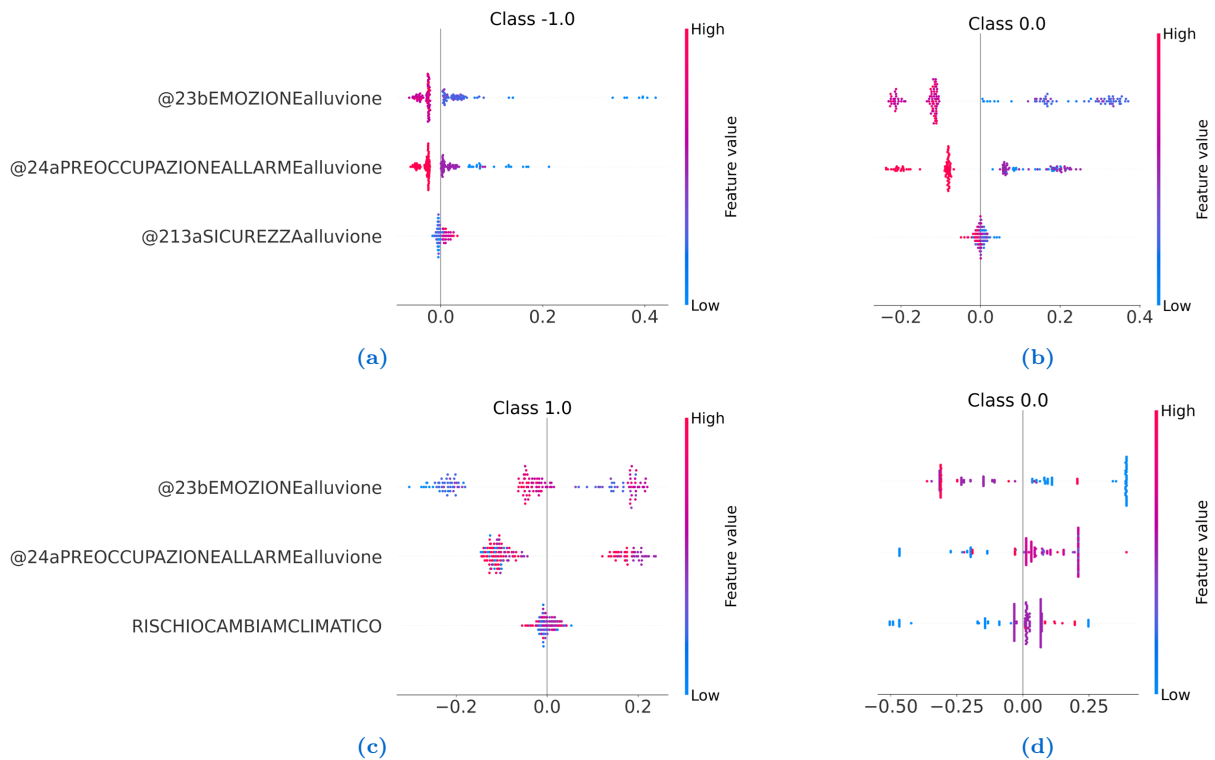 Class -1.0
High
@23bEMOZIONEalluvione
@24aPREOCCUPAZIONEALLARMEalluvione
@213aSICUREZZAalluvione
Feature value
Low
0.0 0.2 0.4
(a)
Class 0.0
High
Feature value
Low
−0.2 0.0 0.2 0.4
(b)
Class 1.0
High
@23bEMOZIONEalluvione
@24aPREOCCUPAZIONEALLARMEalluvione
RISCHIOCAMBIAMCLIMATICO
Feature value
Low
−0.2 0.0 0.2
(c)
Class 0.0
High
Feature value
Low
−0.50 −0.25 0.00 0.25
(d)